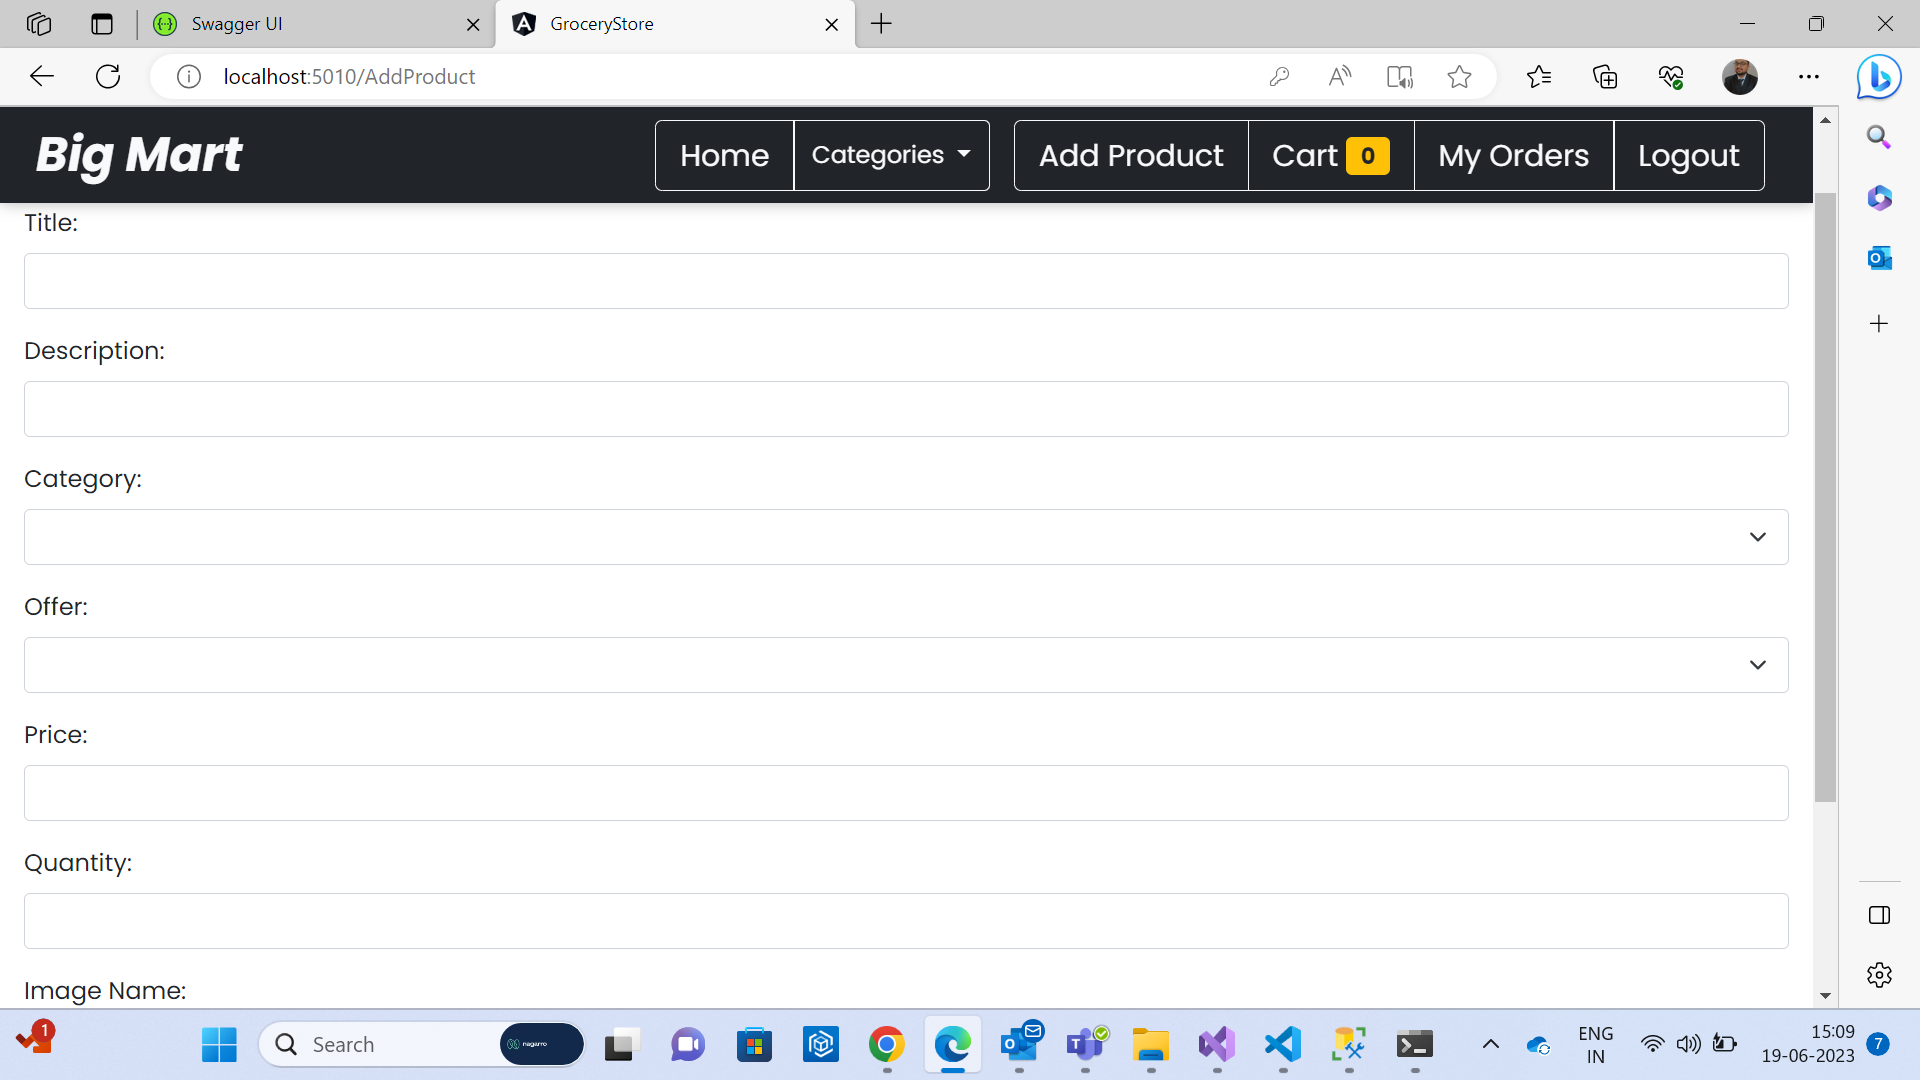 Swagger UI
GroceryStore
localhost:5010/AddProduct
Big Mart
Home
Categories
Add Product
Cart 0
My Orders
Logout
Title:
Description:
Category:
Offer:
Price:
Quantity:
Image Name:
1
Search
nagarro
ENG
IN
15:09
19-06-2023
7